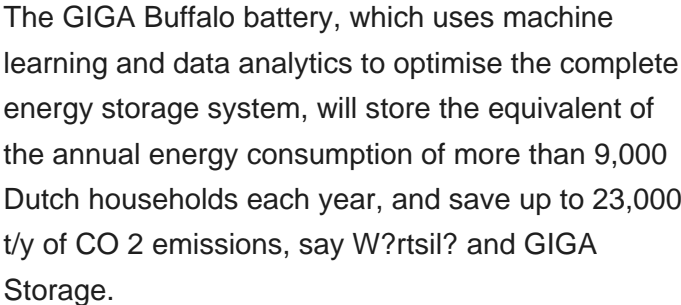 The GIGA Buffalo battery, which uses machine
learning and data analytics to optimise the complete
energy storage system, will store the equivalent of
the annual energy consumption of more than 9,000
Dutch households each year, and save up to 23,000
t/y of CO 2 emissions, say W?rtsil? and GIGA
Storage.